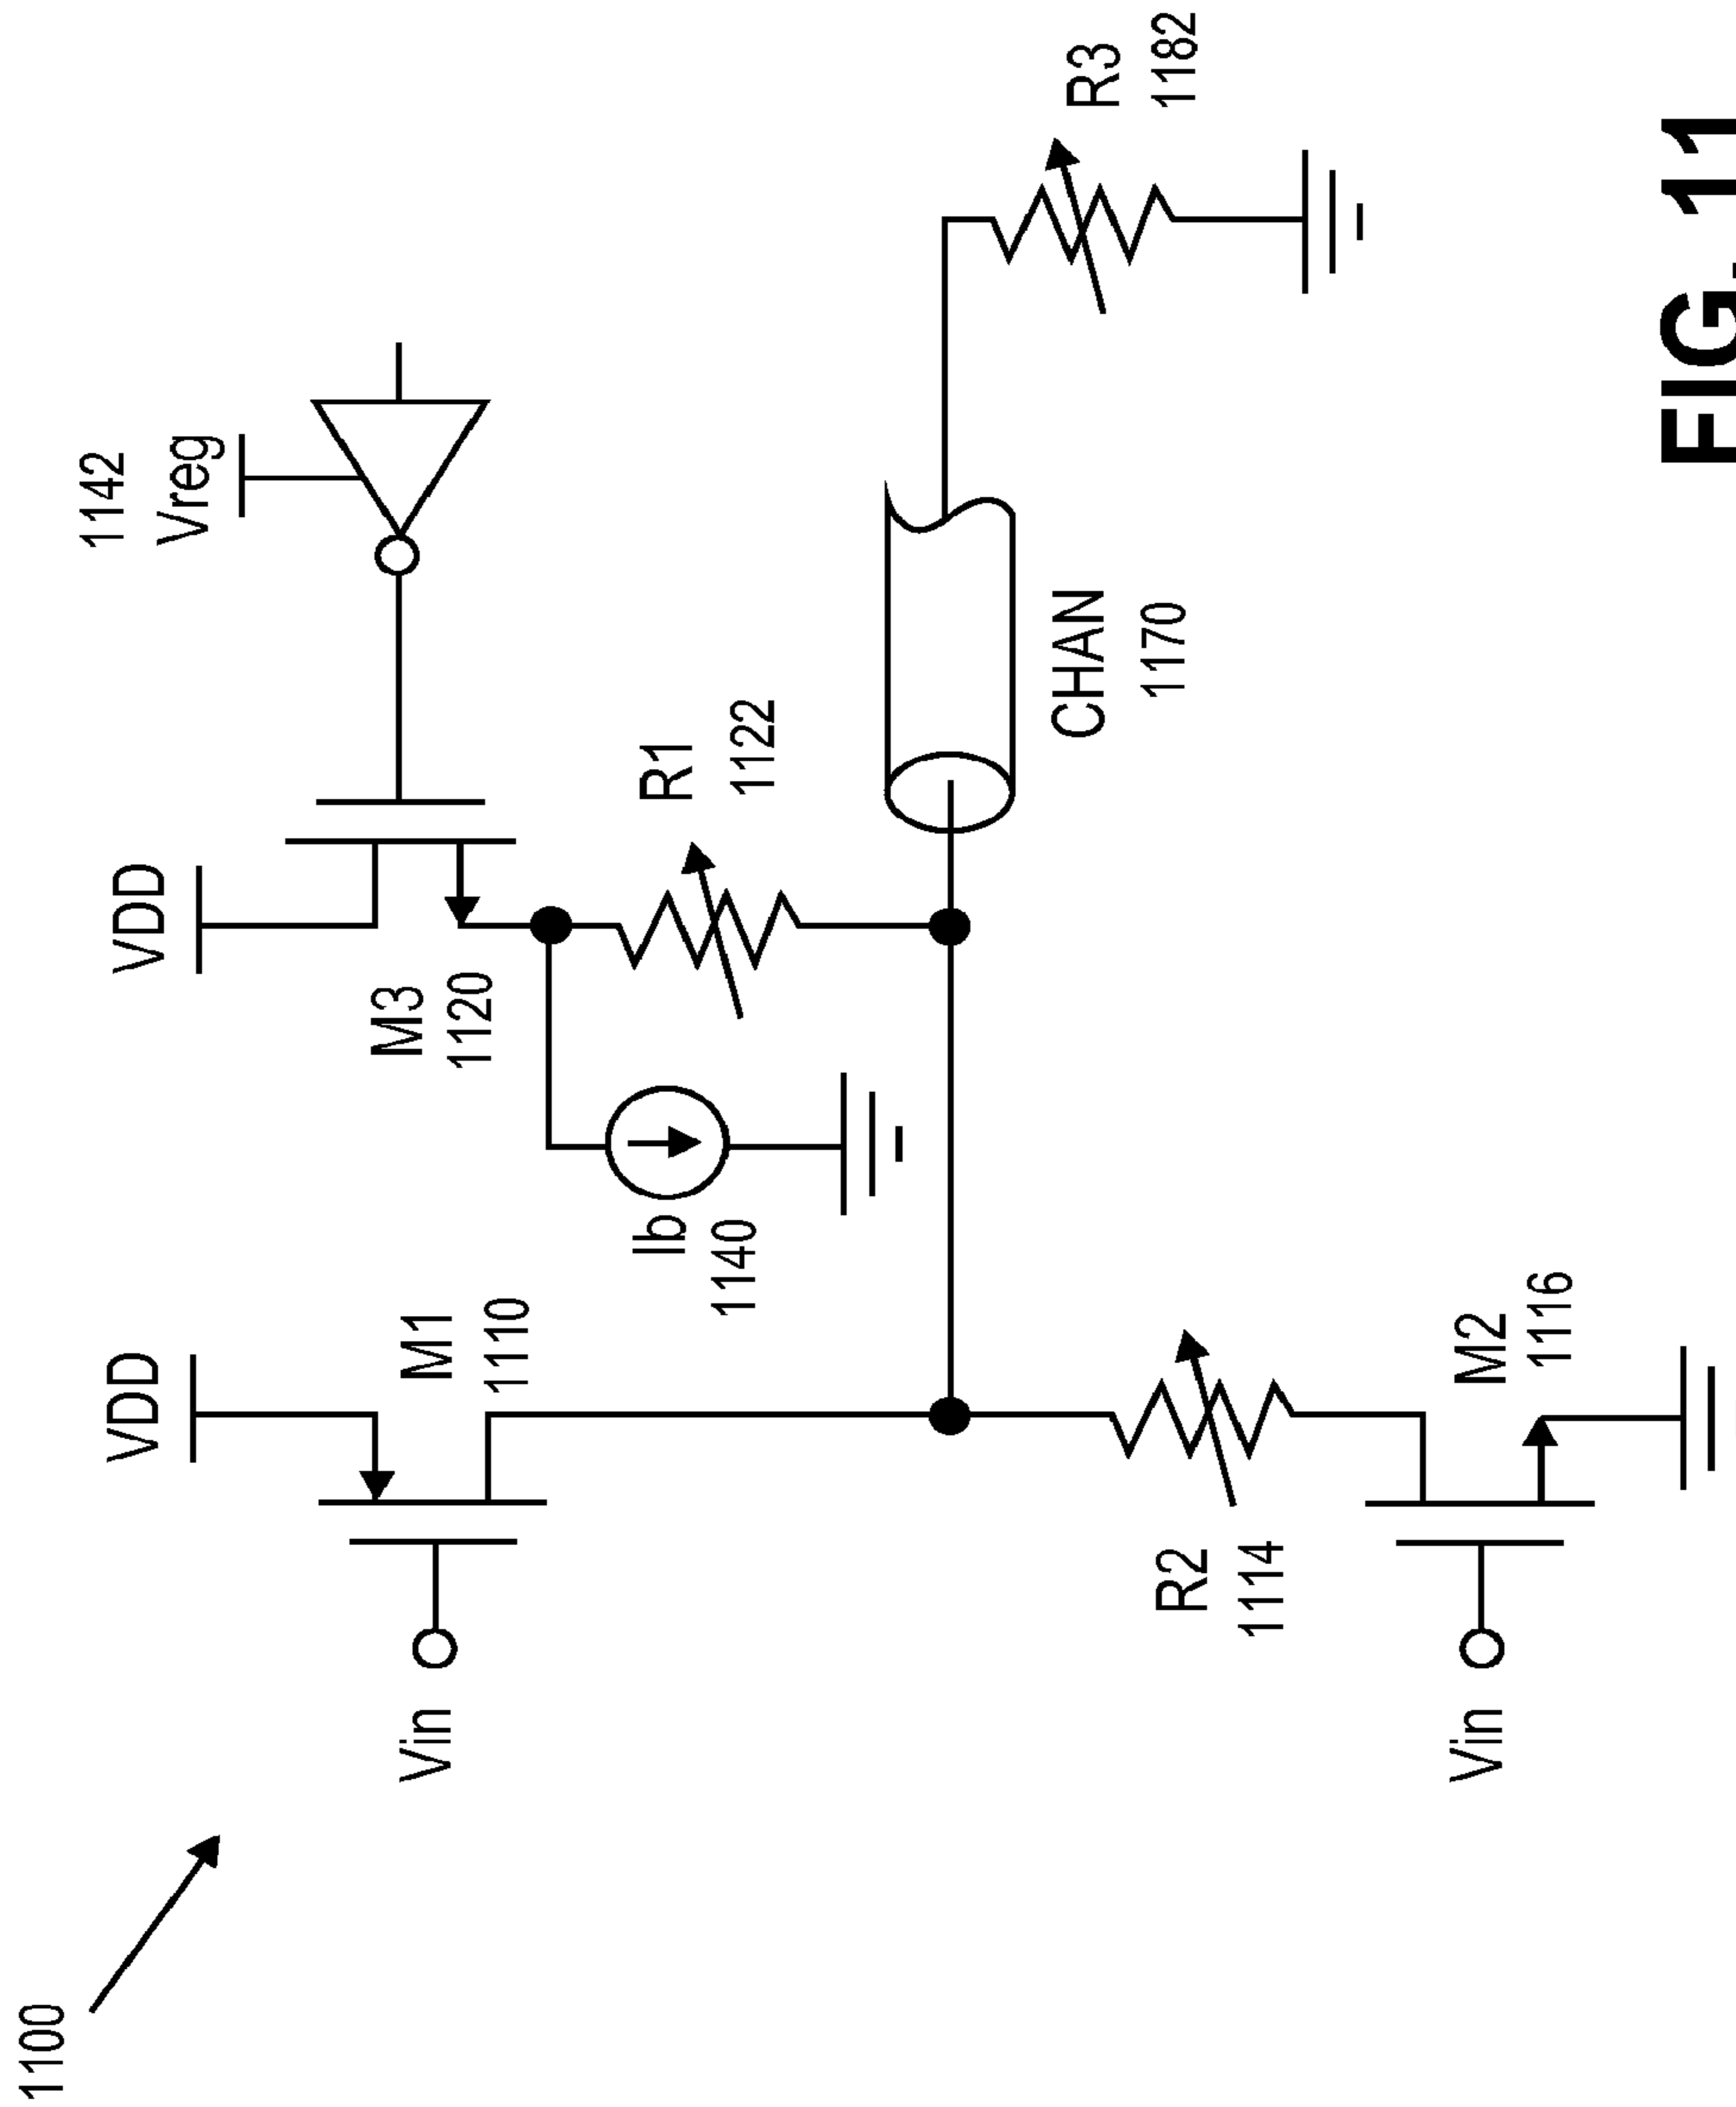 1100
VDD
M1
1110
Vin
VDD
M3
1120
1142
Vreg
Ib
1140
R1
1122
CHAN
1170
R3
1182
R2
1114
Vin
M2
1116
FIG. 11